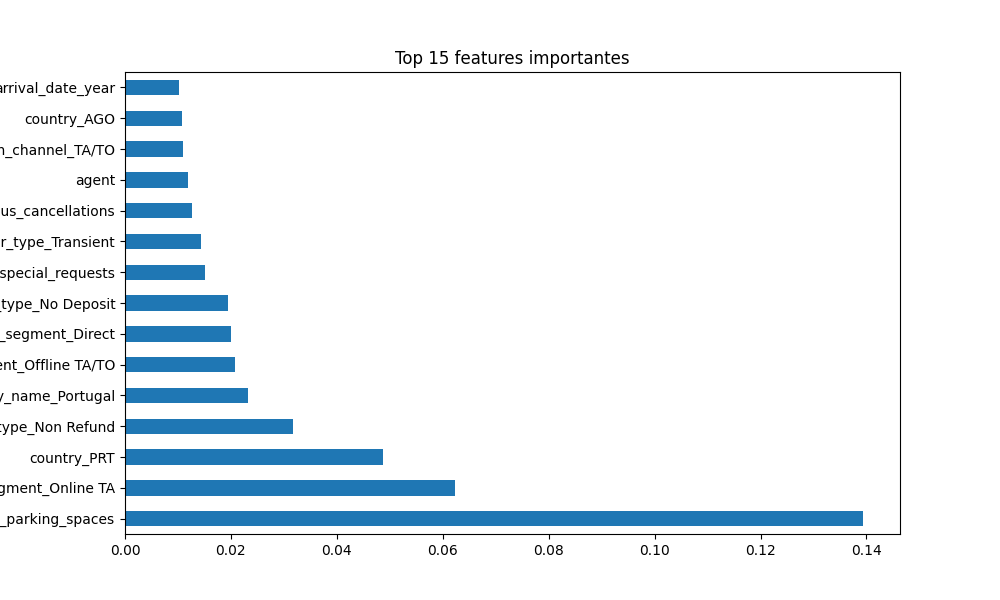 Top 15 features importantes
arrival_date_year
country_AGO
n_channel_TA/TO
agent
us_cancellations
r_type_Transient
special_requests
_type_No Deposit
_segment_Direct
ent_Offline TA/TO
y_name_Portugal
type_Non Refund
country_PRT
gment_Online TA
_parking_spaces
0.00 0.02 0.04 0.06 0.08 0.10 0.12 0.14